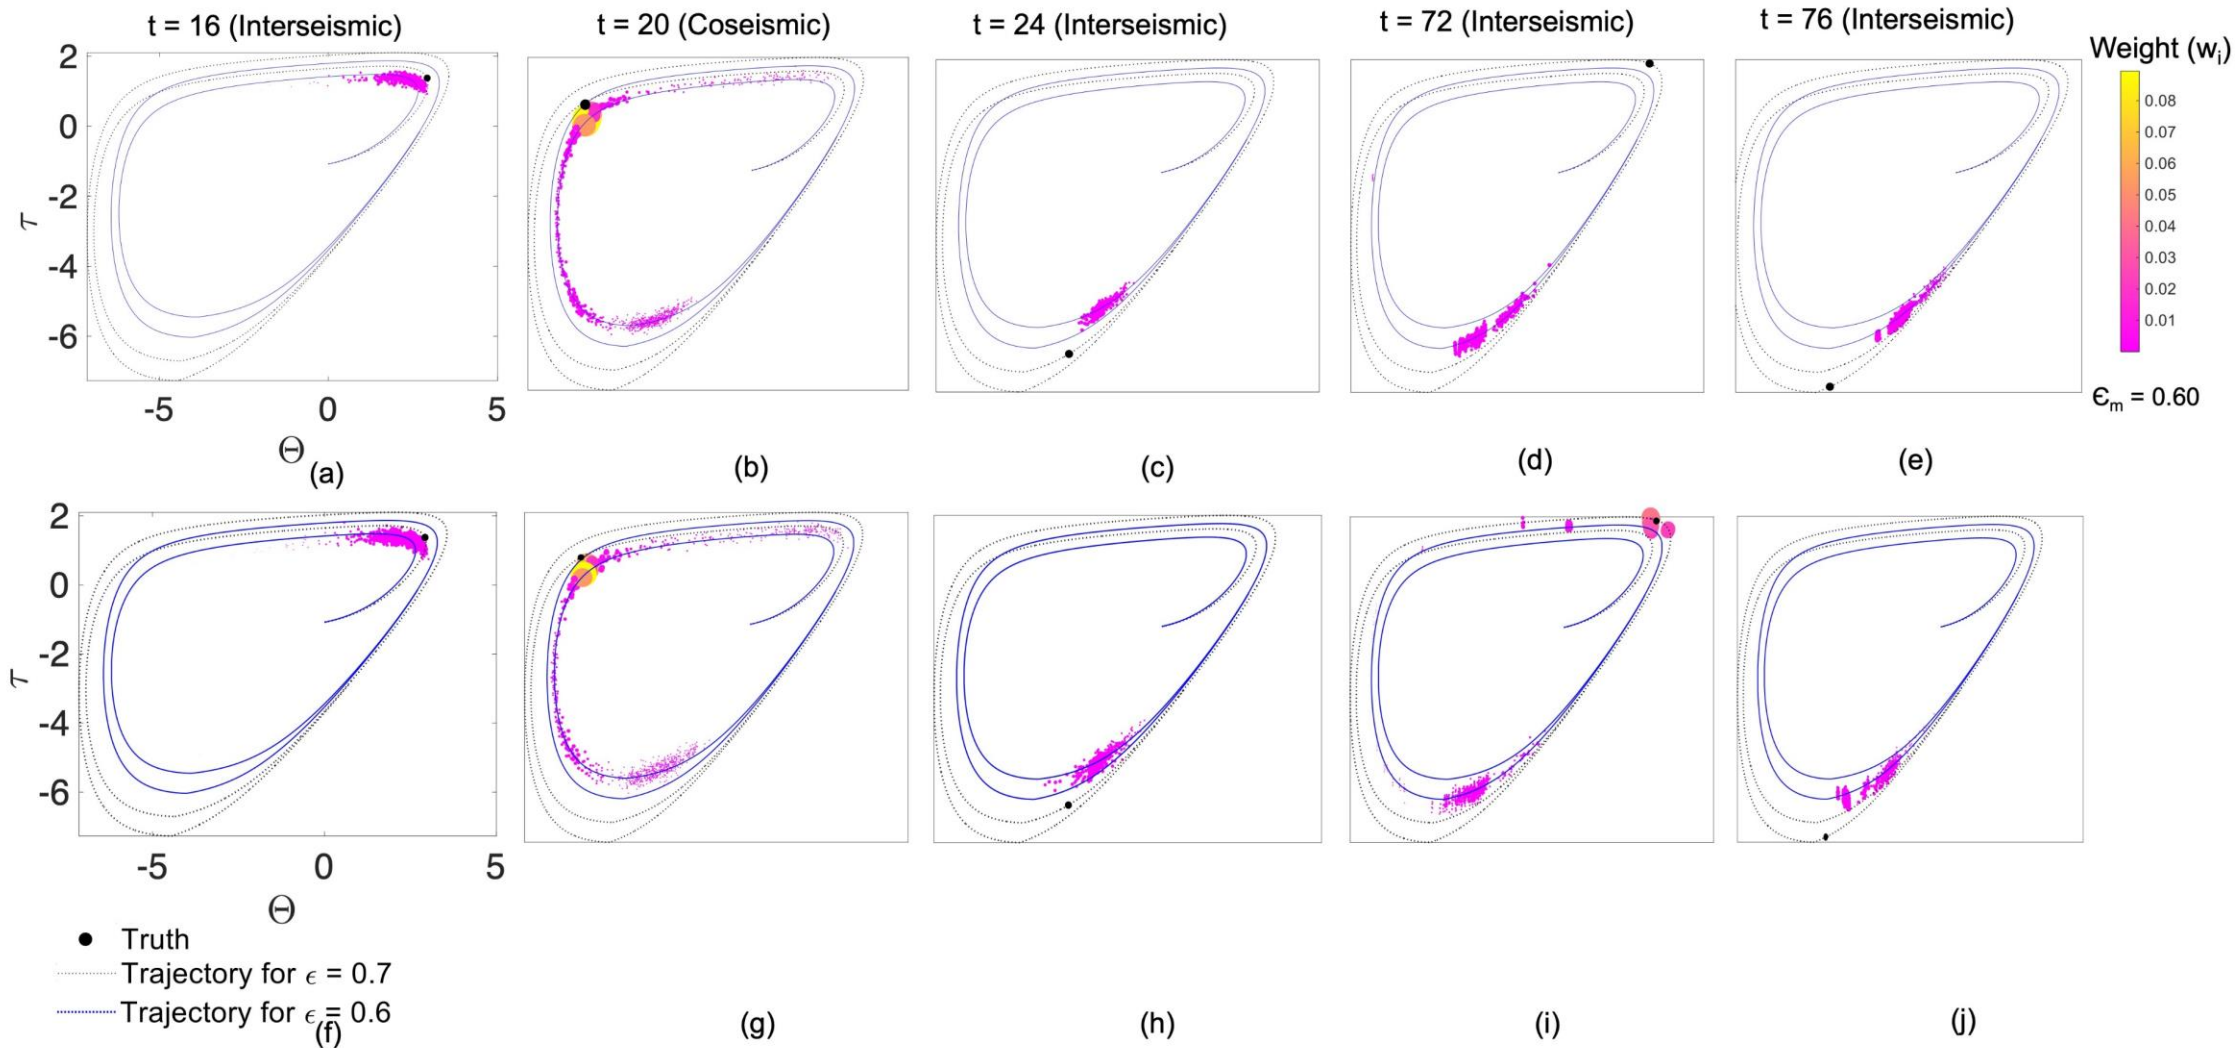 t = 16 (Interseismic)
t = 20 (Coseismic)
t = 24 (Interseismic)
t = 72 (Interseismic)
t = 76 (Interseismic)
Weight (wᵢ)
0.08
0.07
0.06
0.05
0.04
0.03
0.02
0.01
Єₘ = 0.60
2
0
-2
-4
-6
τ
-5 0 5
Θ
(a)
(b)
(c)
(d)
(e)
2
0
-2
-4
-6
τ
-5 0 5
Θ
Truth
Trajectory for ϵ = 0.7
Trajectory for ϵ = 0.6
(f)
(g)
(h)
(i)
(j)